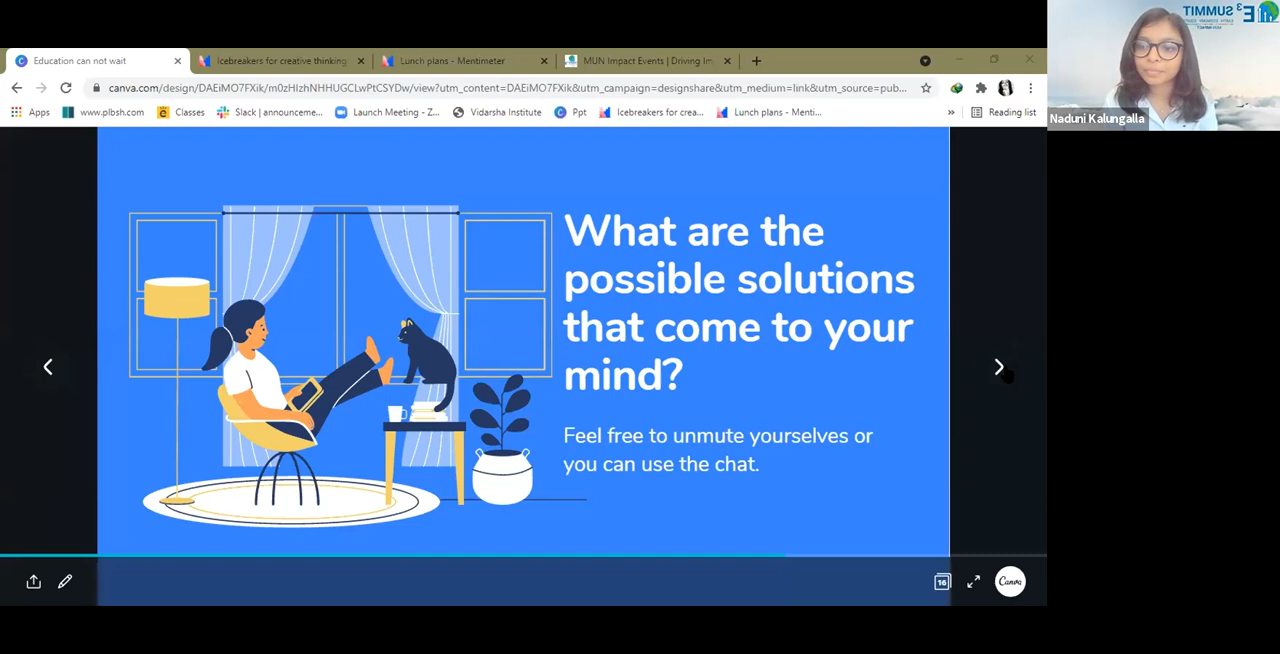 Education can not wait
Icebreakers for creative thinking
Lunch plans - Mentimeter
MUN Impact Events | Driving Im
canva.com/design/DAEiMO7FXik/m0zHIzhNHHUGCLwPtCSYDw/view?utm_content=DAEiMO7FXik&utm_campaign=designshare&utm_medium=link&utm_source=pub...
Apps
www.plbsh.com
Classes
Slack | announceme...
Launch Meeting - Z...
Vidarsha Institute
Ppt
Icebreakers for crea...
Lunch plans - Menti...
»
Reading list
What are the
possible solutions
that come to your
mind?
Feel free to unmute yourselves or
you can use the chat.
16
Canva
E³ SUMMIT
Naduni Kalungalla